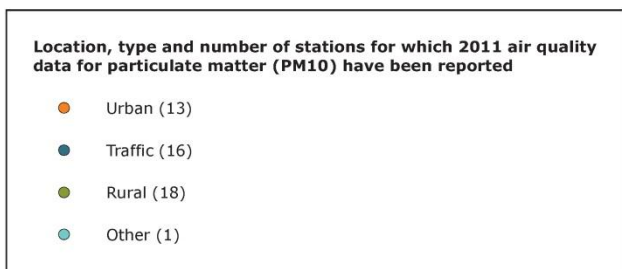 Location, type and number of stations for which 2011 air quality
data for particulate matter (PM10) have been reported
Urban (13)
Traffic (16)
Rural (18)
Other (1)